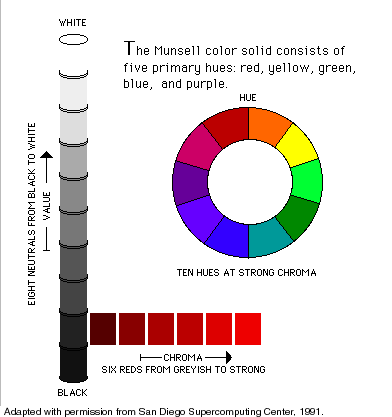 WHITE
The Munsell color solid consists of
five primary hues: red, yellow, green,
blue, and purple.
HUE
EIGHT NEUTRALS FROM BLACK TO WHITE
VALUE
TEN HUES AT STRONG CHROMA
CHROMA
SIX REDS FROM GREYISH TO STRONG
BLACK
Adapted with permission from San Diego Supercomputing Center, 1991.